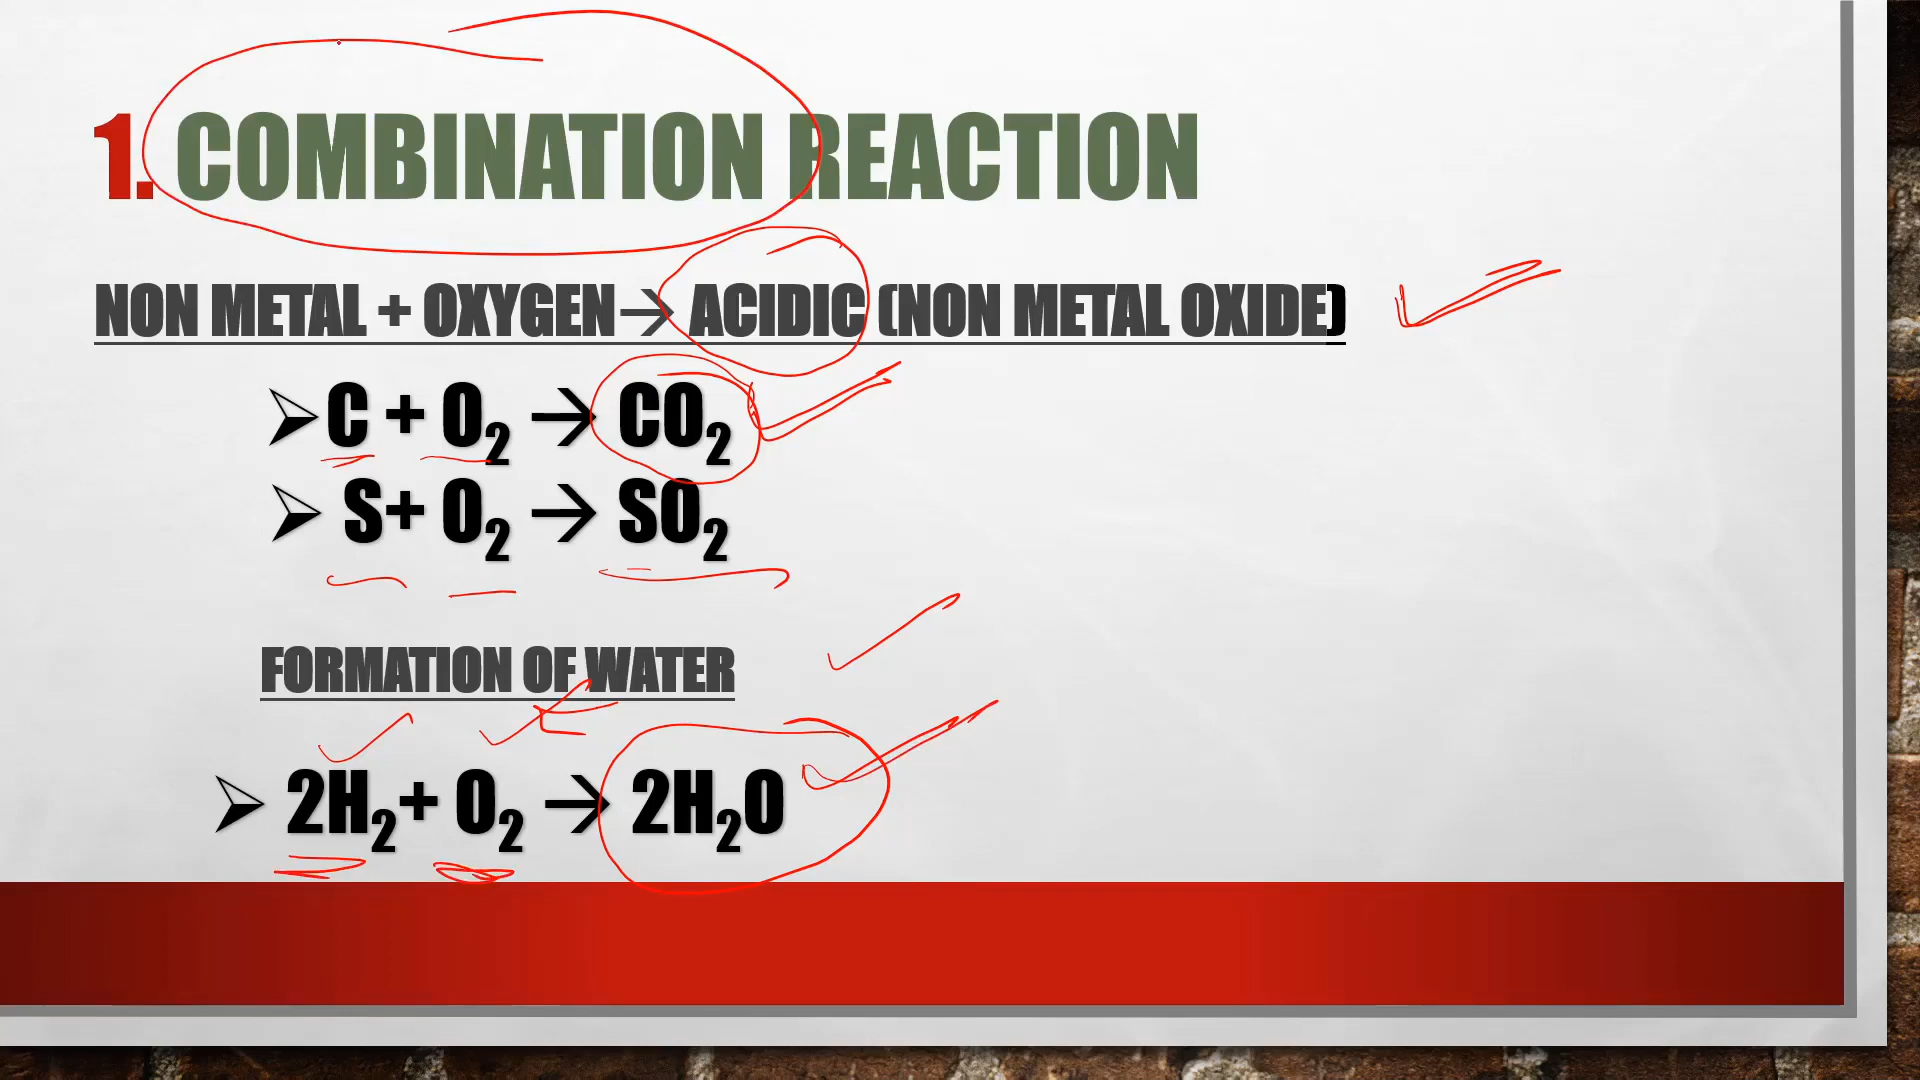 1. COMBINATION REACTION
NON METAL + OXYGEN→ ACIDIC (NON METAL OXIDE)
➢C + O₂ → CO₂
➢ S+ O₂ → SO₂
FORMATION OF WATER
➢ 2H₂+ O₂ → 2H₂O